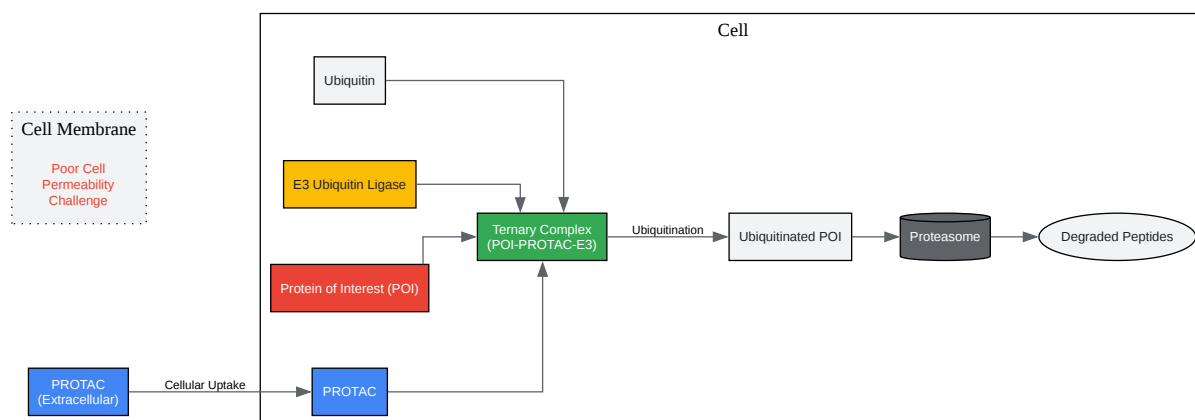 Cell
Ubiquitin
Cell Membrane
Poor Cell
Permeability
Challenge
E3 Ubiquitin Ligase
Ternary Complex
(POI-PROTAC-E3)
Ubiquitination
Ubiquitinated POI
Proteasome
Degraded Peptides
Protein of Interest (POI)
PROTAC
(Extracellular)
Cellular Uptake
PROTAC